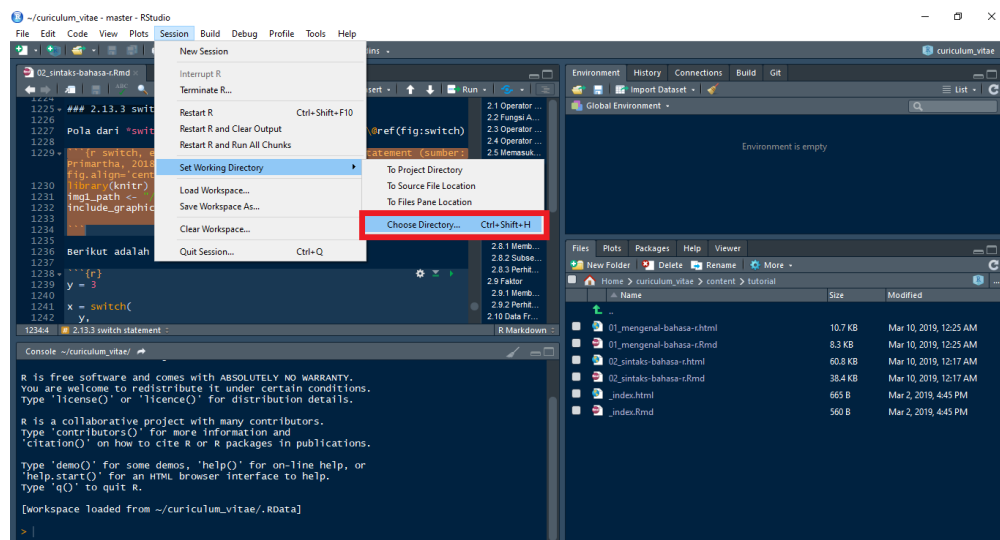 ~/curiculum_vitae - master - RStudio
File Edit Code View Plots Session Build Debug Profile Tools Help
curiculum_vitae
New Session
Interrupt R
Terminate R...
Restart R Ctrl+Shift+F10
Restart R and Clear Output
Restart R and Run All Chunks
Set Working Directory
Load Workspace...
Save Workspace As...
Clear Workspace...
Quit Session... Ctrl+Q
To Project Directory
To Source File Location
To Files Pane Location
Choose Directory... Ctrl+Shift+H
02_sintaks-bahasa-r.Rmd
Run
1225 ### 2.13.3 swit
1226
1227 Pola dari *swit \@ref(fig:switch)
1228
1229 ```{r switch, e tatement (sumber:
Primartha, 2018
fig.align='cent
1230 library(knitr)
1231 img1_path <- "/
1232 include_graphic
1233
1234 ```
1235
1236 Berikut adalah
1237
1238 ```{r}
1239 y = 3
1240
1241 x = switch(
1242 y,
2.1 Operator ...
2.2 Fungsi A...
2.3 Operator ...
2.4 Operator ...
2.5 Memasuk...
2.8.1 Memb...
2.8.2 Subse...
2.8.3 Perhit...
2.9 Faktor
2.9.1 Memb...
2.9.2 Perhit...
2.10 Data Fr...
1234:4 2.13.3 switch statement R Markdown
Console ~/curiculum_vitae/
R is free software and comes with ABSOLUTELY NO WARRANTY.
You are welcome to redistribute it under certain conditions.
Type 'license()' or 'licence()' for distribution details.
R is a collaborative project with many contributors.
Type 'contributors()' for more information and
'citation()' on how to cite R or R packages in publications.
Type 'demo()' for some demos, 'help()' for on-line help, or
'help.start()' for an HTML browser interface to help.
Type 'q()' to quit R.
[Workspace loaded from ~/curiculum_vitae/.RData]
>
Environment History Connections Build Git
Import Dataset List
Global Environment
Environment is empty
Files Plots Packages Help Viewer
New Folder Delete Rename More
Home > curiculum_vitae > content > tutorial
Name Size Modified
..
01_mengenal-bahasa-r.html 10.7 KB Mar 10, 2019, 12:25 AM
01_mengenal-bahasa-r.Rmd 8.3 KB Mar 10, 2019, 12:25 AM
02_sintaks-bahasa-r.html 60.8 KB Mar 10, 2019, 12:17 AM
02_sintaks-bahasa-r.Rmd 38.4 KB Mar 10, 2019, 12:17 AM
_index.html 665 B Mar 2, 2019, 4:45 PM
_index.Rmd 560 B Mar 2, 2019, 4:45 PM